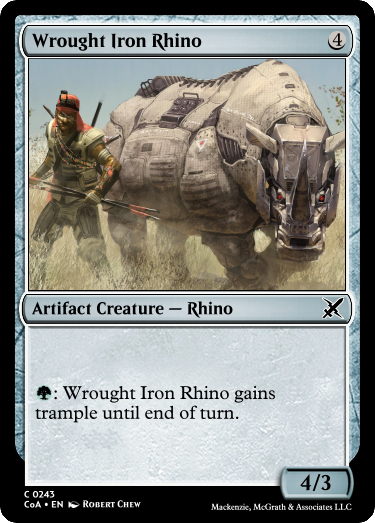 Wrought Iron Rhino 4
Artifact Creature — Rhino
: Wrought Iron Rhino gains
trample until end of turn.
4/3
C 0243
CoA • EN Robert Chew
Mackenzie, McGrath & Associates LLC